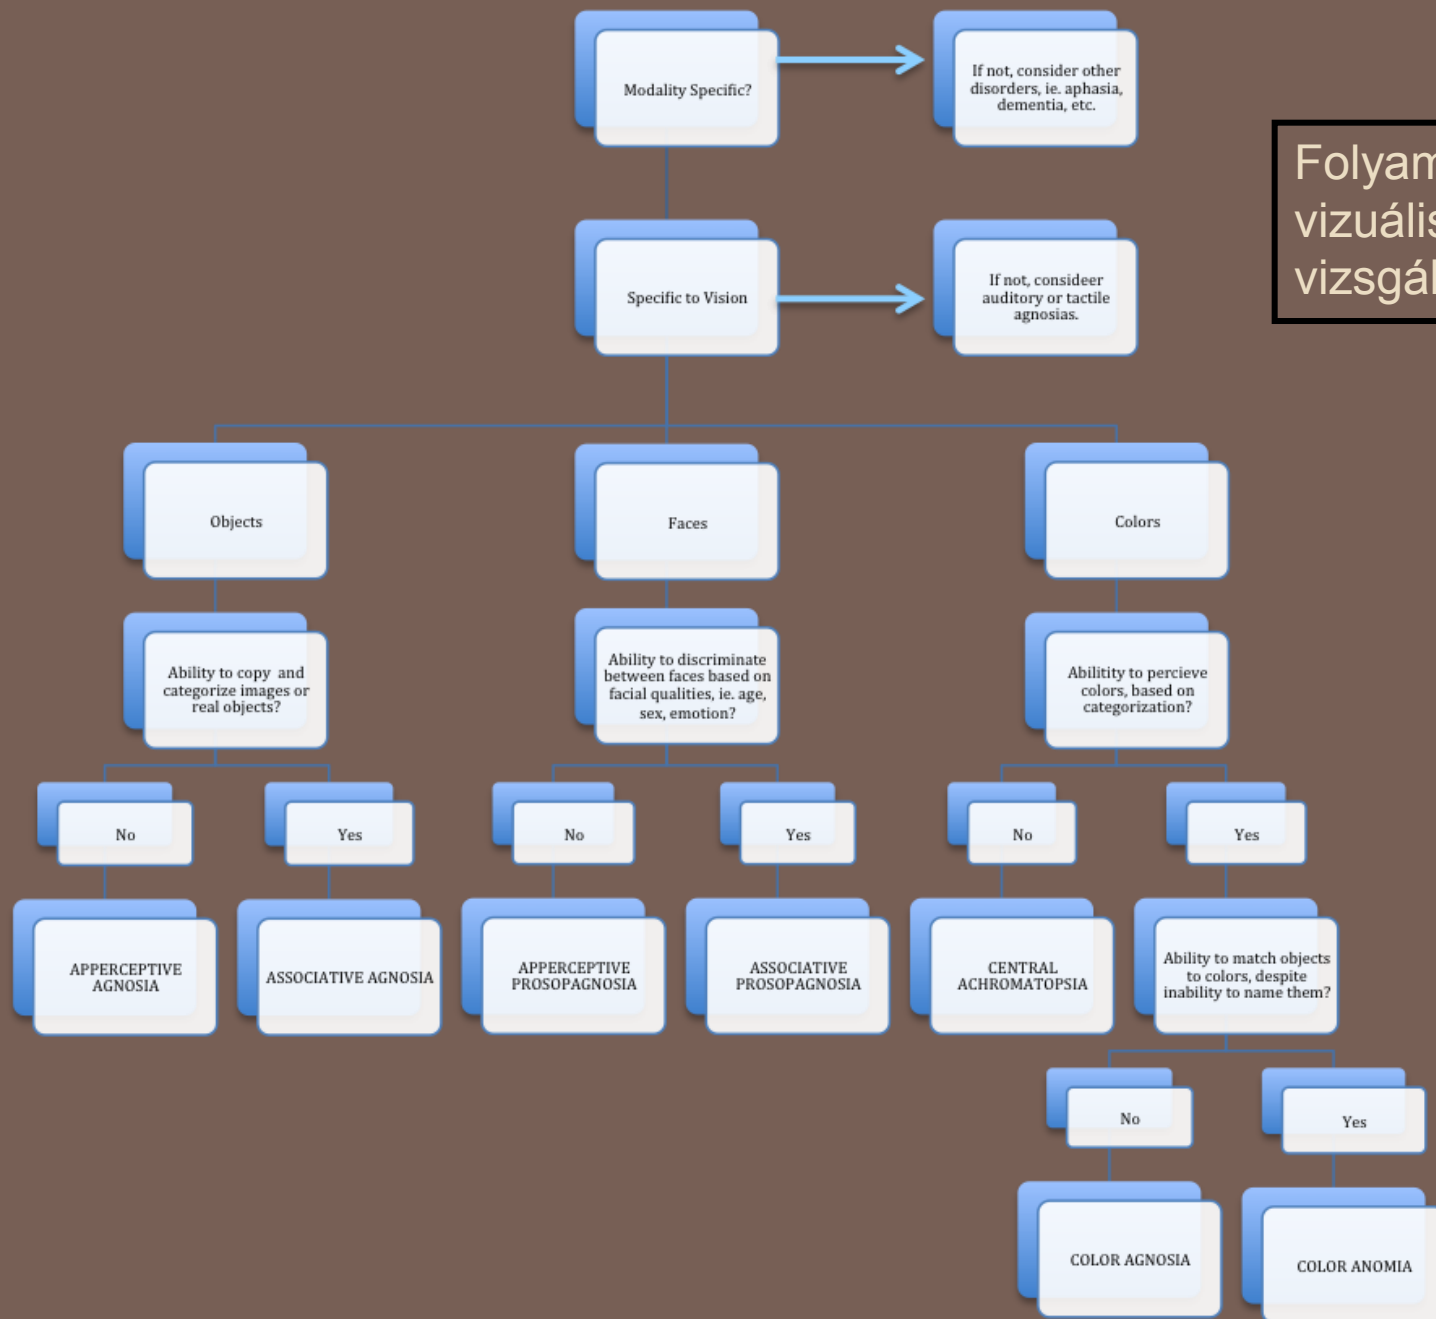 Modality Specific?
If not, consider other
disorders, ie. aphasia,
dementia, etc.
vizuális
Specific to Vision
If not, consideer
auditory or tactile
agnosias.
Objects
Faces
Colors
Ability to copy and
categorize images or
real objects?
Ability to discriminate
between faces based on
facial qualities, ie. age,
sex, emotion?
Abilitity to percieve
colors, based on
categorization?
No
Yes
No
Yes
No
Yes
APPERCEPTIVE
AGNOSIA
ASSOCIATIVE AGNOSIA
APPERCEPTIVE
PROSOPAGNOSIA
ASSOCIATIVE
PROSOPAGNOSIA
CENTRAL
ACHROMATOPSIA
Ability to match objects
to colors, despite
inability to name them?
No
Yes
COLOR AGNOSIA
COLOR ANOMIA